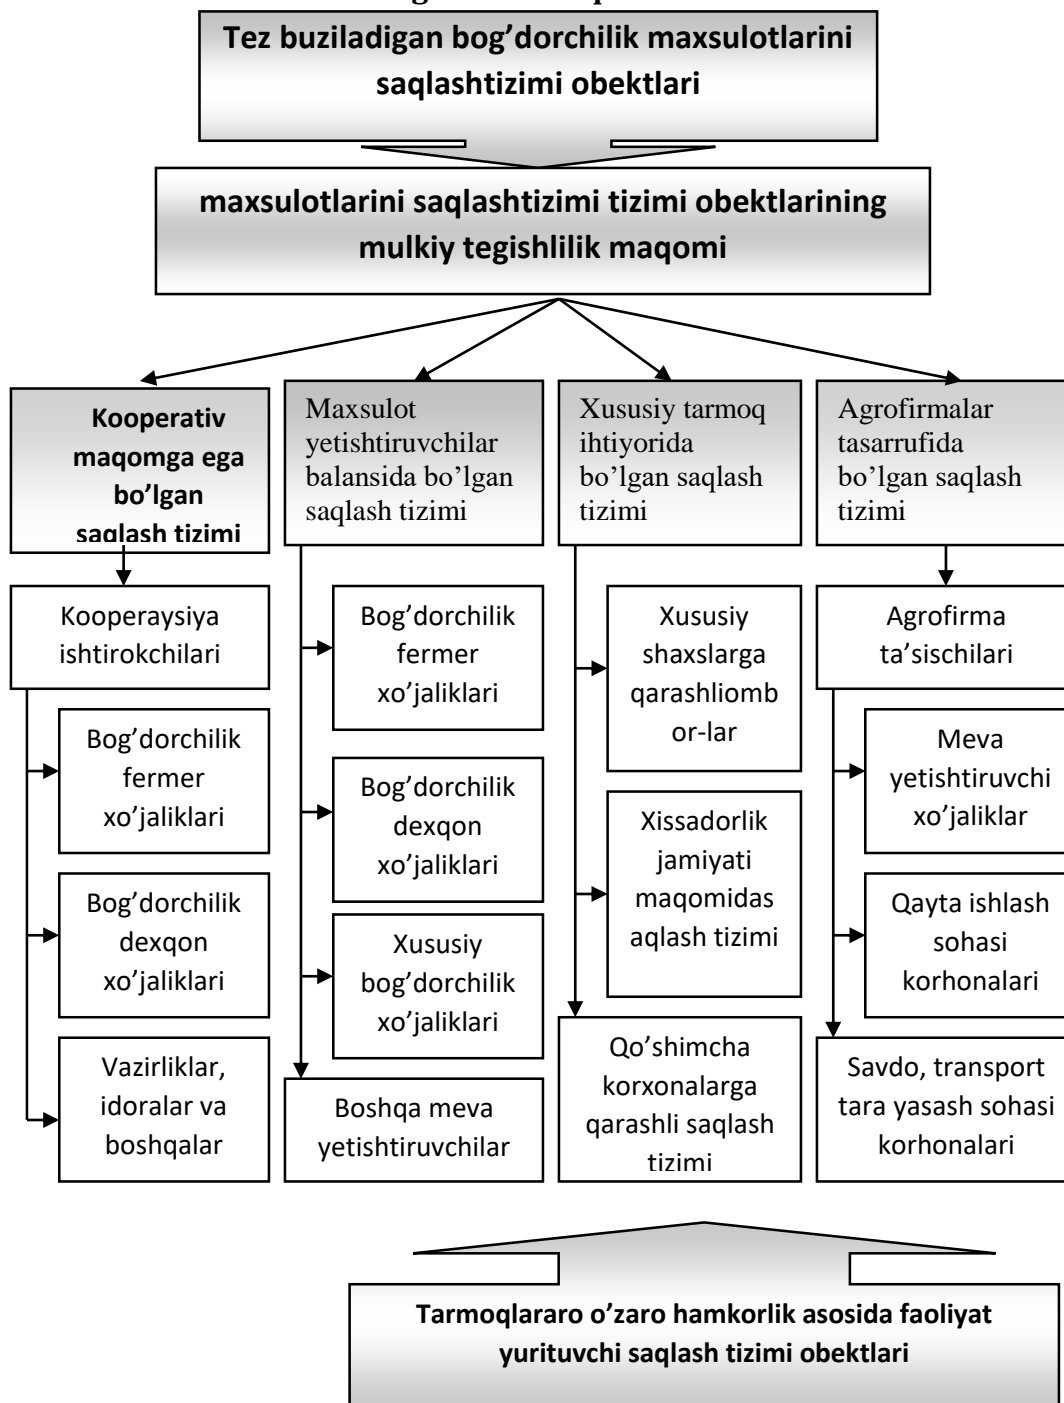 Tez buziladigan bog’dorchilik maxsulotlarini
saqlashtizimi obektlari
maxsulotlarini saqlashtizimi tizimi obektlarining
mulkiy tegishlilik maqomi
Kooperativ
maqomga ega
bo’lgan
saqlash tizimi
Maxsulot
yetishtiruvchilar
balansida bo’lgan
saqlash tizimi
Xususiy tarmoq
ihtiyorida
bo’lgan saqlash
tizimi
Agrofirmalar
tasarrufida
bo’lgan saqlash
tizimi
Kooperaysiya
ishtirokchilari
Bog’dorchilik
fermer
xo’jaliklari
Bog’dorchilik
dexqon
xo’jaliklari
Vazirliklar,
idoralar va
boshqalar
Bog’dorchilik
fermer
xo’jaliklari
Bog’dorchilik
dexqon
xo’jaliklari
Xususiy
bog’dorchilik
xo’jaliklari
Boshqa meva
yetishtiruvchilar
Xususiy
shaxslarga
qarashliomb
or-lar
Xissadorlik
jamiyati
maqomidas
aqlash tizimi
Qo’shimcha
korxonalarga
qarashli saqlash
tizimi
Agrofirma
ta’sischilari
Meva
yetishtiruvchi
xo’jaliklar
Qayta ishlash
sohasi
korhonalari
Savdo, transport
tara yasash sohasi
korhonalari
Tarmoqlararo o’zaro hamkorlik asosida faoliyat
yurituvchi saqlash tizimi obektlari